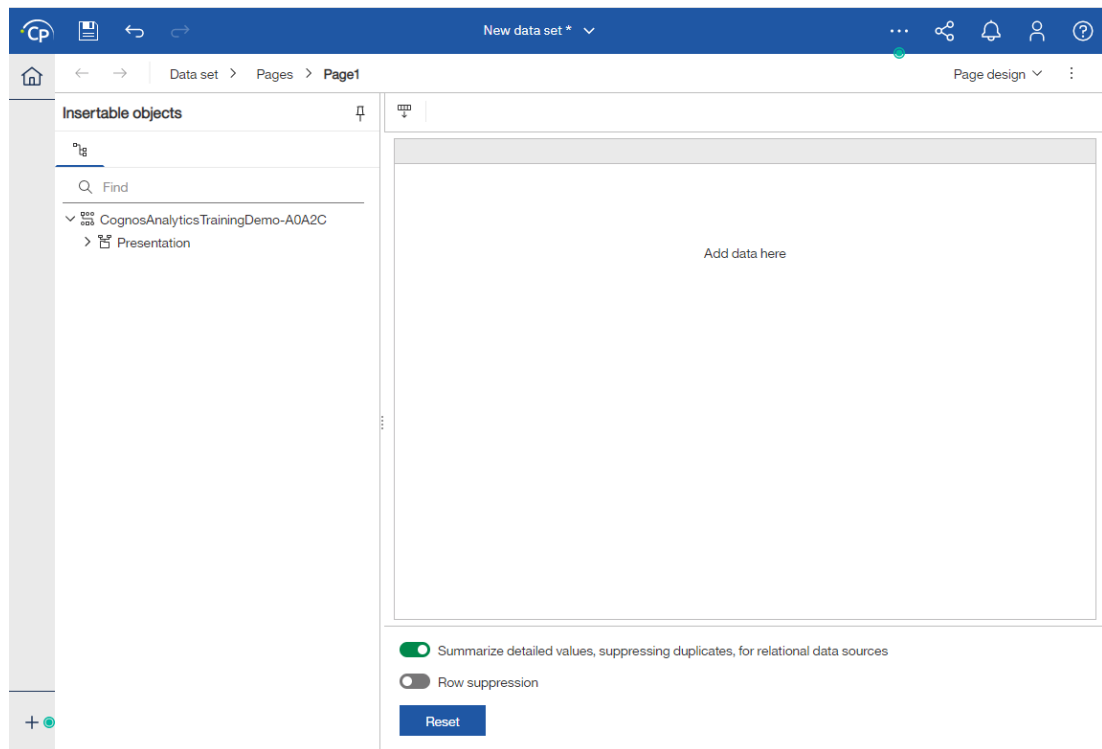 CP
New data set *
?
Data set > Pages > Page1
Page design
Insertable objects
Find
CognosAnalyticsTrainingDemo-A0A2C
Presentation
Add data here
Summarize detailed values, suppressing duplicates, for relational data sources
Row suppression
Reset